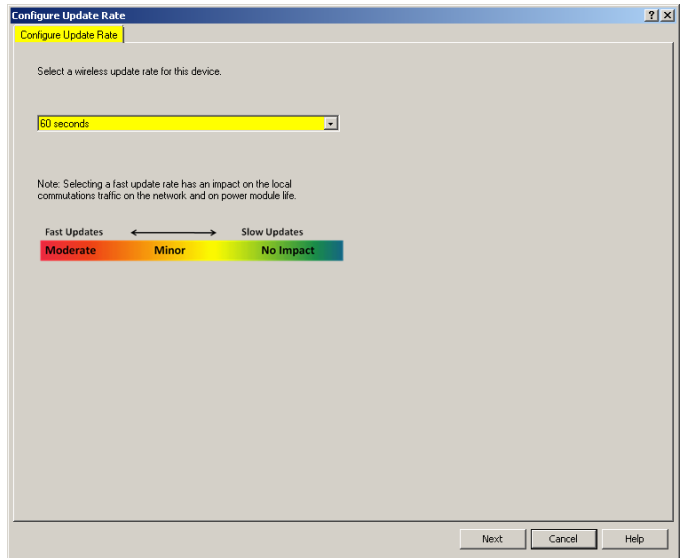 Configure Update Rate
Configure Update Rate
Select a wireless update rate for this device.
60 seconds
Note: Selecting a fast update rate has an impact on the local
commutations traffic on the network and on power module life.
Fast Updates Slow Updates
Moderate Minor No Impact
Next Cancel Help